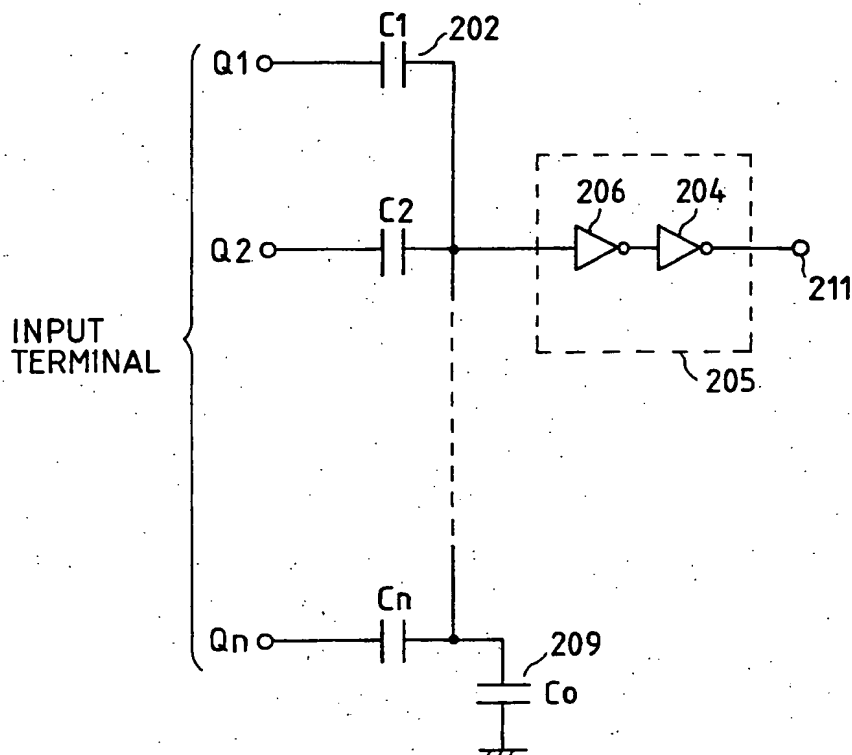 C1
202
Q1
C2
206
204
Q2
211
INPUT
TERMINAL
205
Cn
Qn
209
Co